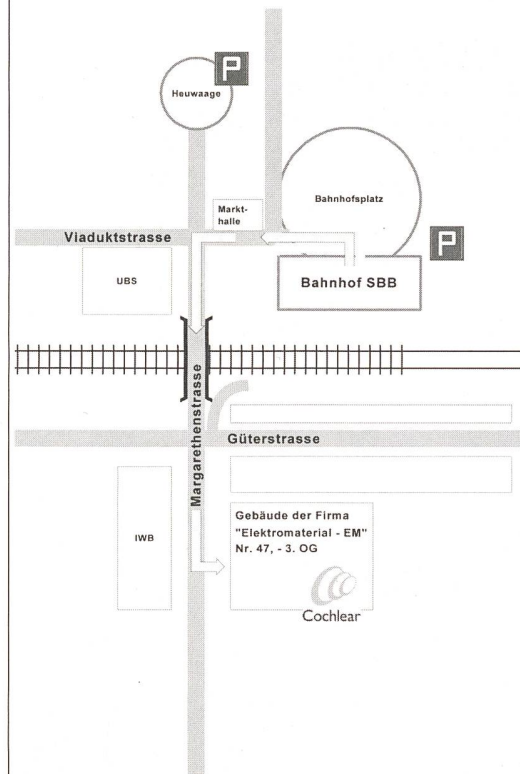 P
Heuwaage
Markt-
halle
Bahnhofsplatz
Viaduktstrasse
P
UBS
Bahnhof SBB
Margarethenstrasse
Güterstrasse
IWB
Gebäude der Firma
"Elektromaterial - EM"
Nr. 47, - 3. OG
Cochlear